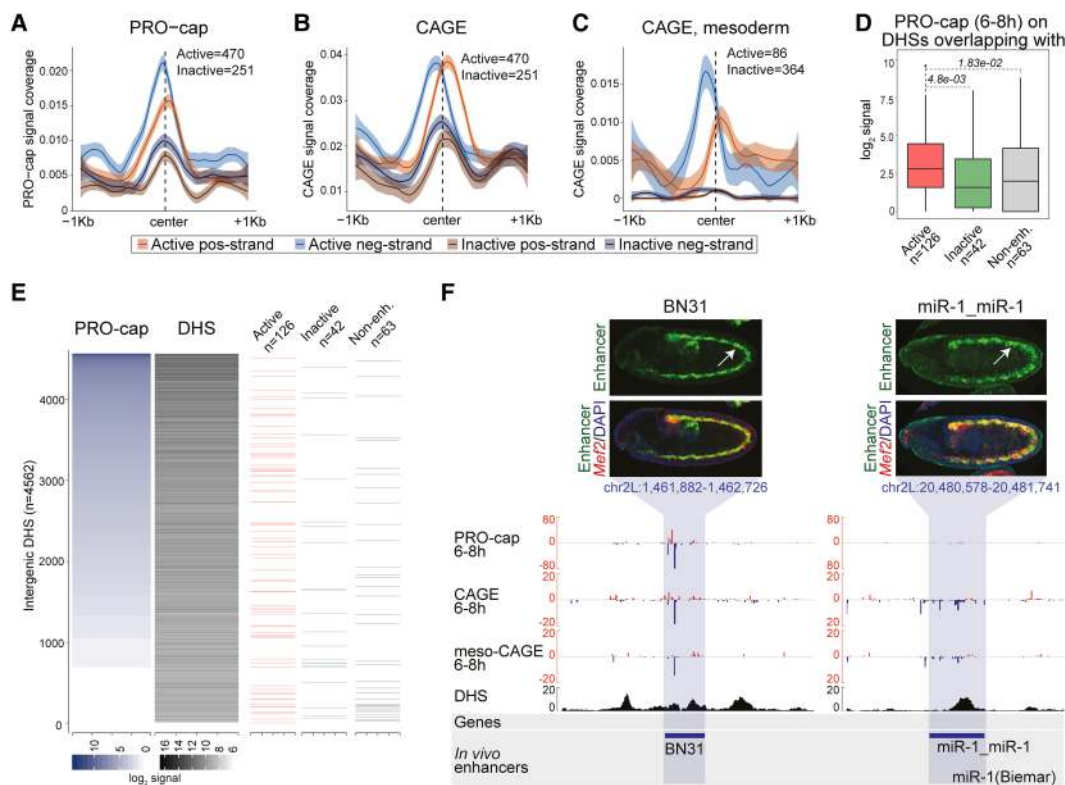 A
PRO−cap
Active=470
Inactive=251
PRO-cap signal coverage
0.020
0.015
0.010
0.005
0
−1Kb
center
+1Kb
B
CAGE
Active=470
Inactive=251
CAGE signal coverage
0.04
0.03
0.02
0.01
0
−1Kb
center
+1Kb
C
CAGE, mesoderm
Active=86
Inactive=364
CAGE signal coverage
0.015
0.010
0.005
0
−1Kb
center
+1Kb
Active pos-strand
Active neg-strand
Inactive pos-strand
Inactive neg-strand
D
PRO-cap (6-8h) on
DHSs overlapping with
1.83e-02
4.8e-03
log2 signal
10
7.5
5.0
2.5
0
Active
n=126
Inactive
n=42
Non-enh.
n=63
E
PRO-cap
DHS
Active
n=126
Inactive
n=42
Non-enh.
n=63
Intergenic DHS (n=4562)
4000
3000
2000
1000
0
10 5 0
16 14 12 10 8 6
log2 signal
F
BN31
miR-1_miR-1
Enhancer
Enhancer
Enhancer
Mef2/DAPI
Enhancer
Mef2/DAPI
chr2L:1,461,882-1,462,726
chr2L:20,480,578-20,481,741
PRO-cap
6-8h
80
0
80
80
0
80
CAGE
6-8h
20
0
20
20
0
20
meso-CAGE
6-8h
20
0
20
20
0
20
DHS
20
0
20
0
Genes
In vivo
enhancers
BN31
miR-1_miR-1
miR-1(Biemar)